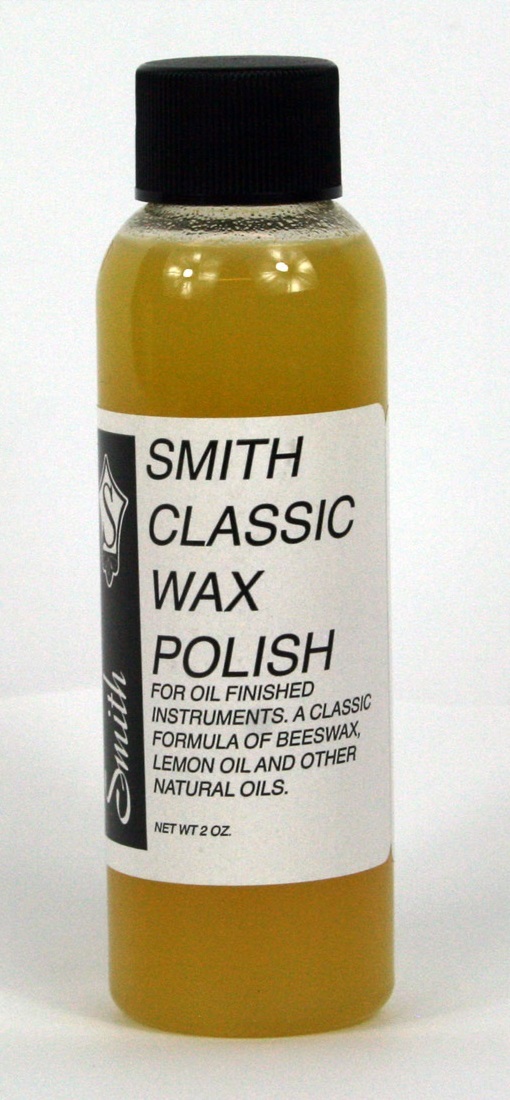 SMITH
CLASSIC
WAX
POLISH
FOR OIL FINISHED
INSTRUMENTS. A CLASSIC
FORMULA OF BEESWAX,
LEMON OIL AND OTHER
NATURAL OILS.
NET WT 2 OZ.
S
Smith